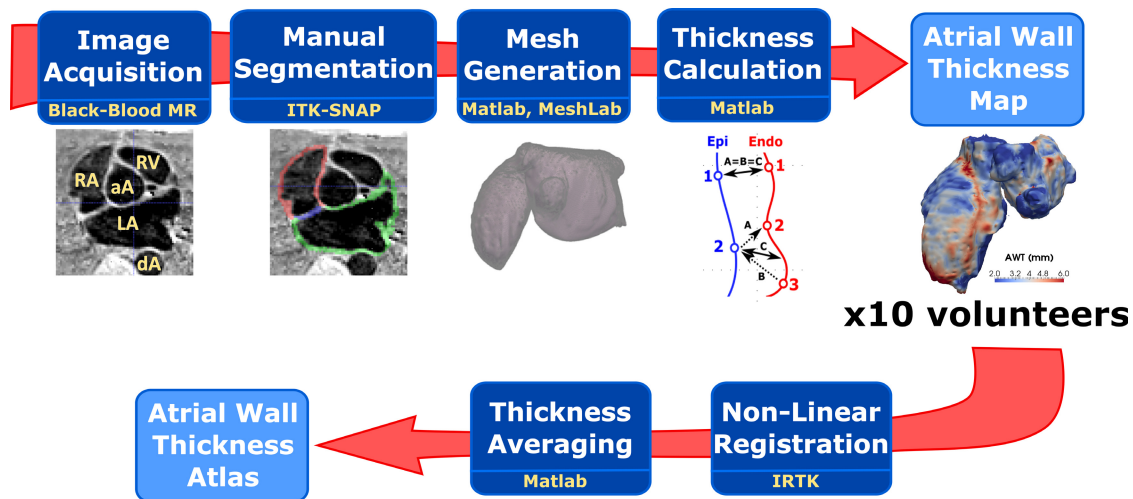 Image
Acquisition
Black-Blood MR
Manual
Segmentation
ITK-SNAP
Mesh
Generation
Matlab, MeshLab
Thickness
Calculation
Matlab
Atrial Wall
Thickness
Map
RA
RV
aA
LA
dA
Epi Endo
A=B=C
1 1
A 2
2 C
B
3
AWT (mm)
2.0 3.2 4 4.8 6.0
x10 volunteers
Atrial Wall
Thickness
Atlas
Thickness
Averaging
Matlab
Non-Linear
Registration
IRTK